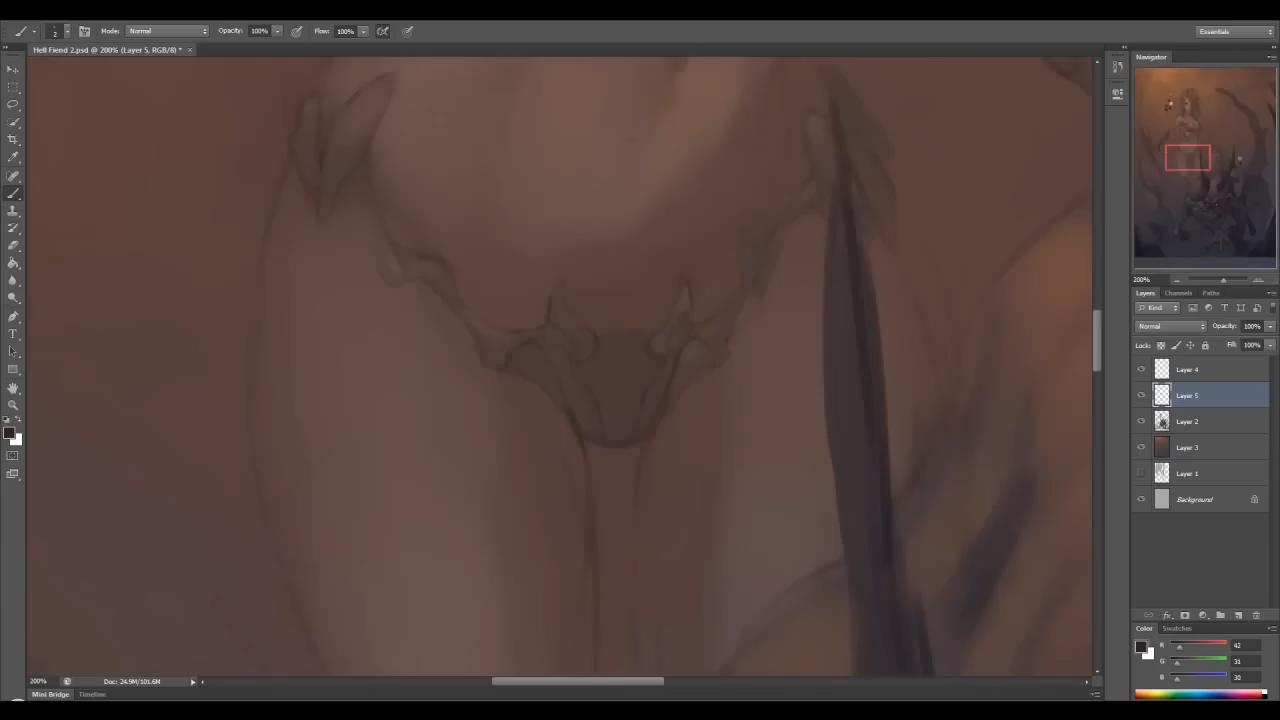 2 Mode: Normal Opacity: 100% Flow: 100% Essentials
Hell Fiend 2.psd @ 200% (Layer 5, RGB/8) * ×
Navigator
200%
Layers Channels Paths
Kind
Normal Opacity: 100%
Lock: Fill: 100%
Layer 4
Layer 5
Layer 2
Layer 3
Layer 1
Background
fx
Color Swatches
R 42
G 31
B 30
200% Doc: 24.9M/101.6M
Mini Bridge Timeline